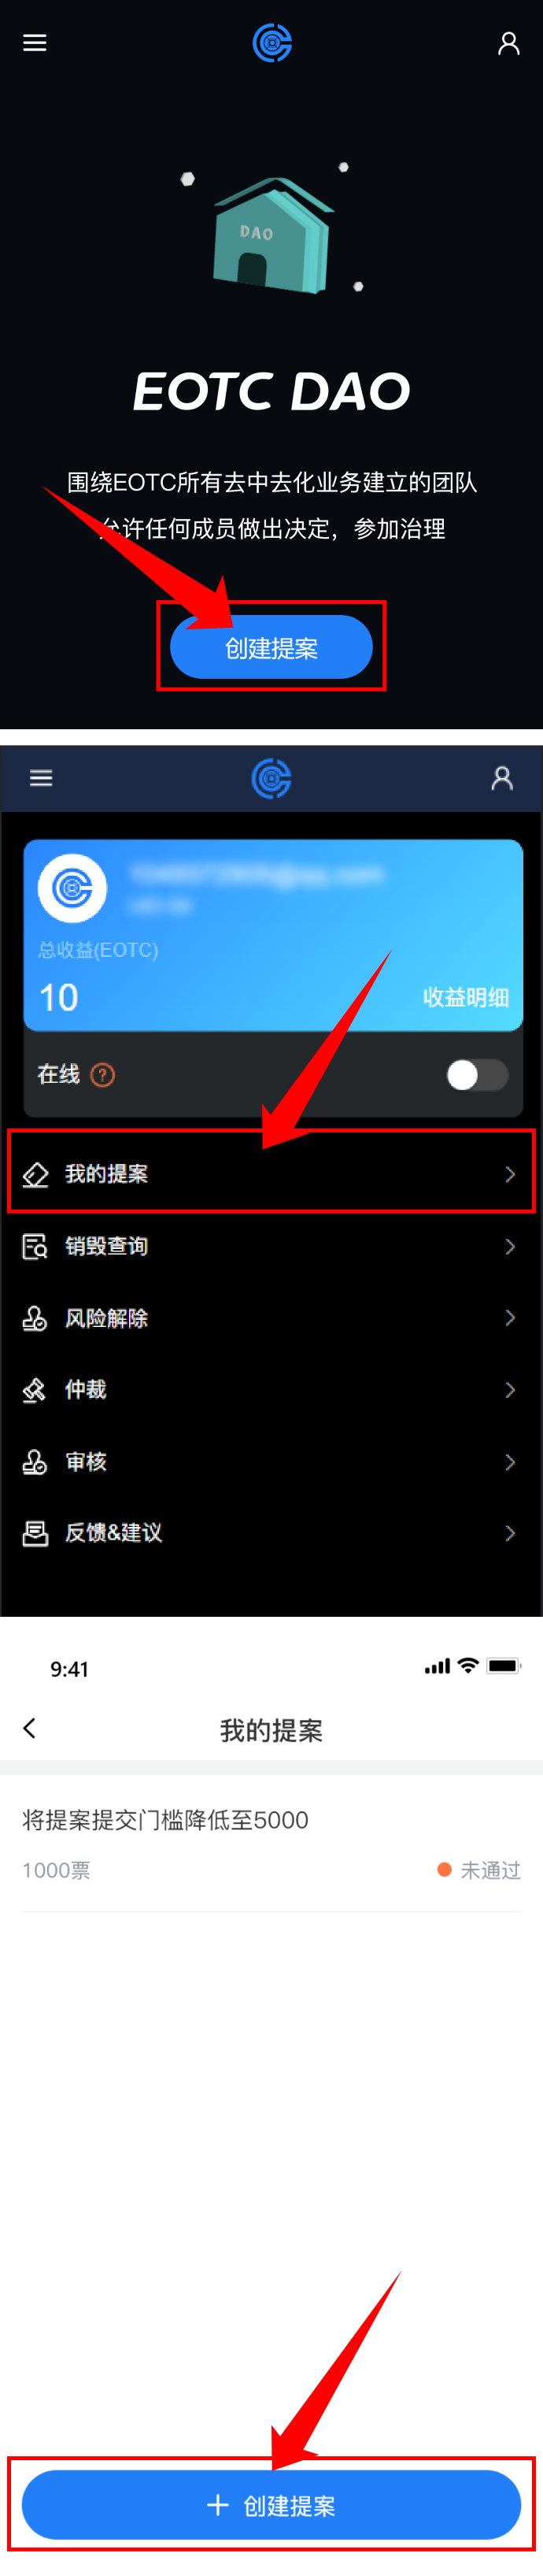 DAO
EOTC DAO
围绕EOTC所有去中去化业务建立的团队
允许任何成员做出决定，参加治理
创建提案
总收益(EOTC)
10
收益明细
在线 ?
我的提案
销毁查询
风险解除
仲裁
审核
反馈&建议
9:41
我的提案
将提案提交门槛降低至5000
1000票
未通过
+ 创建提案